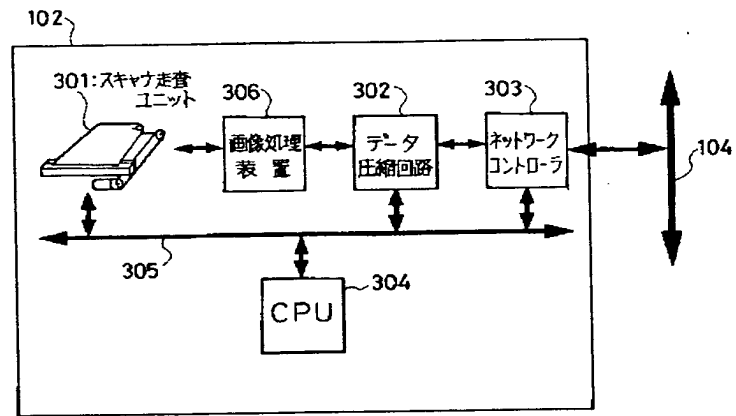 102
301:スキャナ走査
ユニット
306
画像処理
装置
302
データ
圧縮回路
303
ネットワーク
コントローラ
104
305
304
CPU